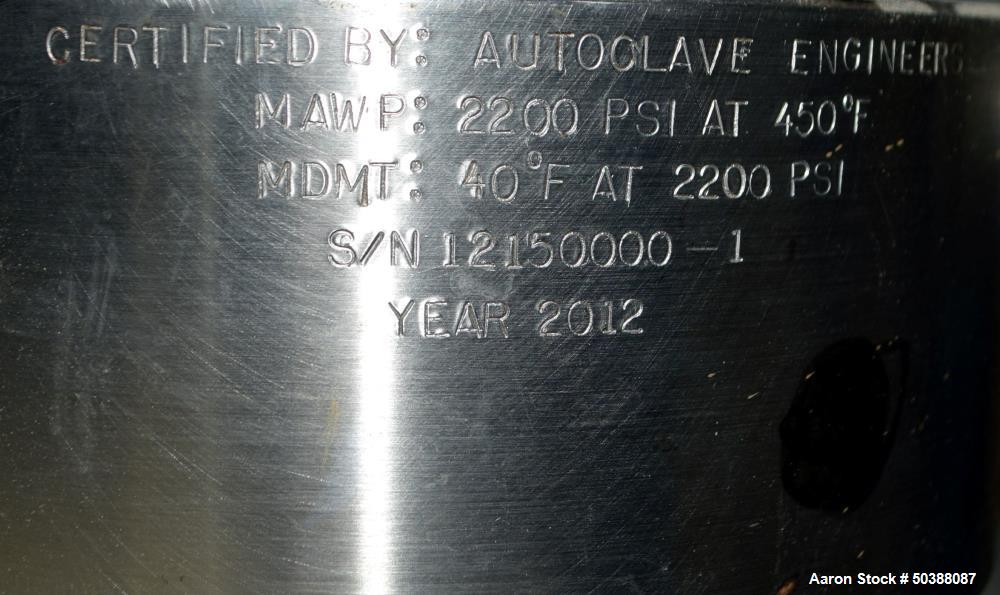 CERTIFIED BY: AUTOCLAVE ENGINEERS
MAWP: 2200 PSI AT 450°F
MDMT: 40°F AT 2200 PSI
S/N 12150000-1
YEAR 2012
Aaron Stock # 50388087